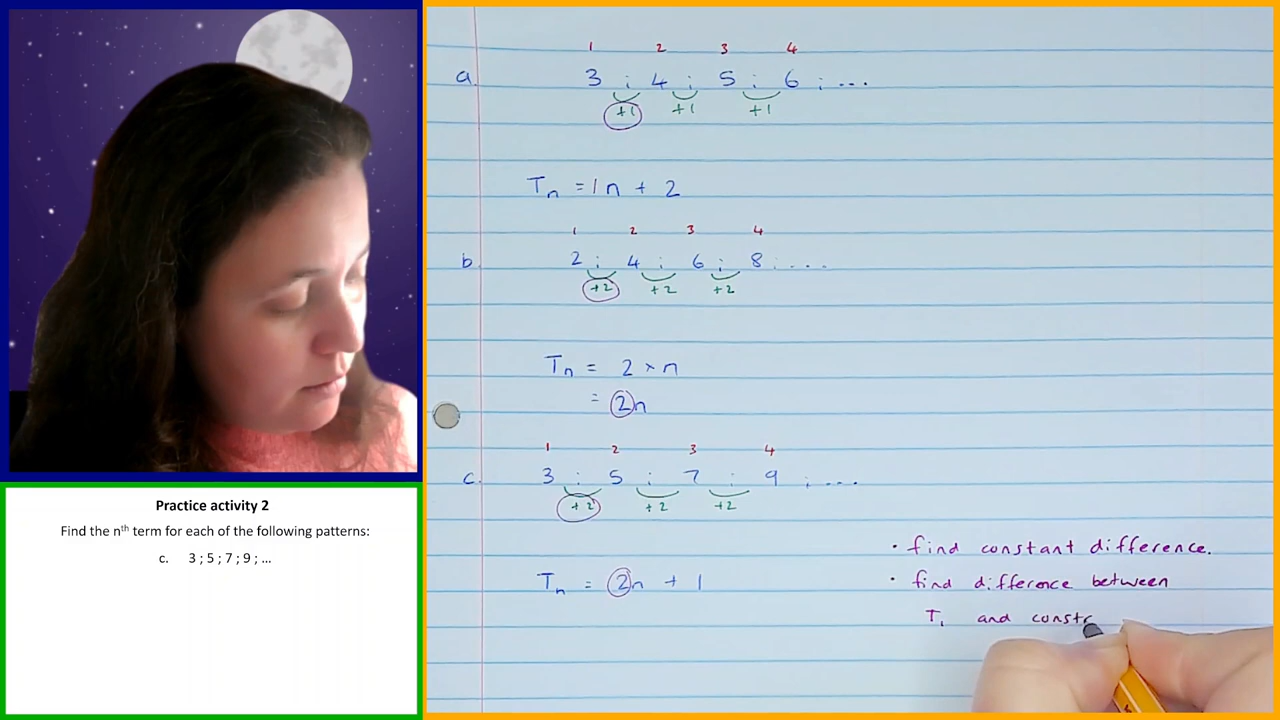 1 2 3 4
a. 3 ; 4 ; 5 ; 6 ; ...
+1 +1 +1
Tn = 1n + 2
1 2 3 4
b. 2 ; 4 ; 6 ; 8 ; ...
+2 +2 +2
Tn = 2 × n
= 2n
1 2 3 4
c. 3 ; 5 ; 7 ; 9 ; ...
+2 +2 +2
Tn = 2n + 1
• find constant difference.
• find difference between
T1 and const
Practice activity 2
Find the nth term for each of the following patterns:
c. 3 ; 5 ; 7 ; 9 ; ...